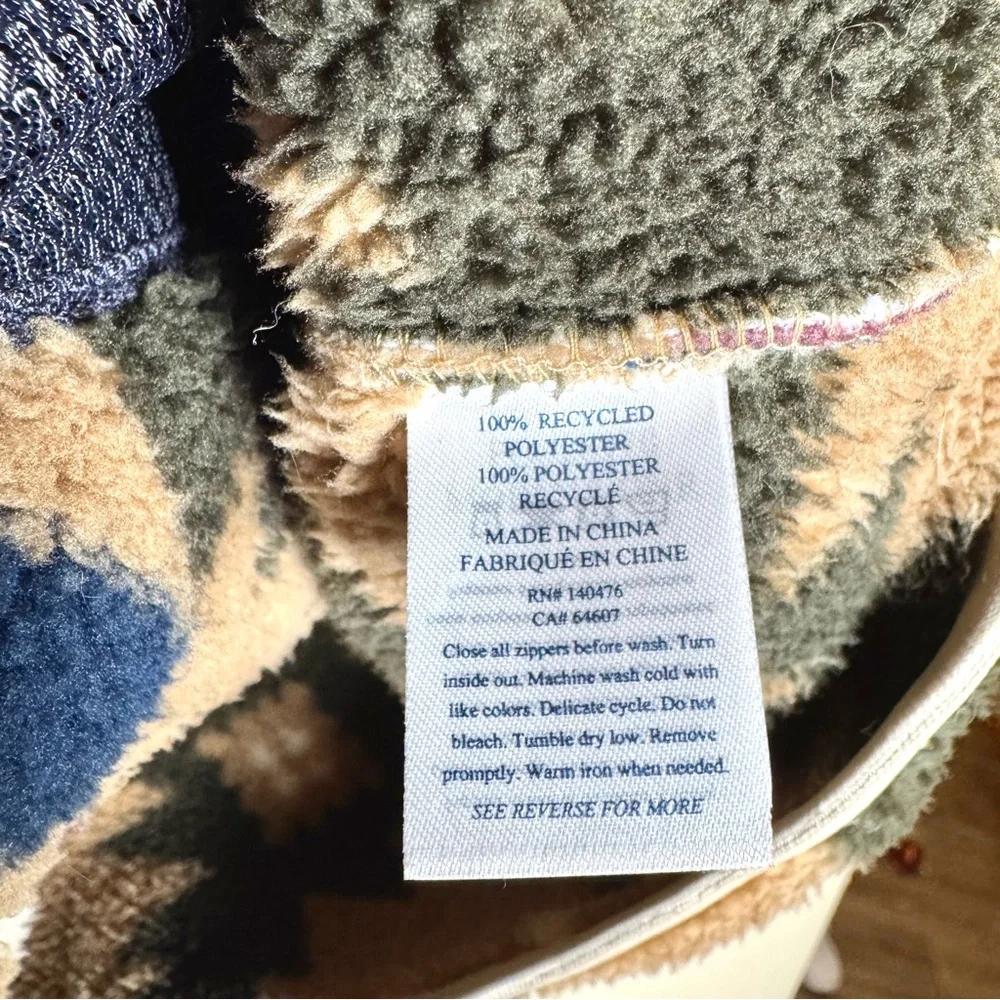 100% RECYCLED
POLYESTER
100% POLYESTER
RECYCLÉ
MADE IN CHINA
FABRIQUÉ EN CHINE
RN# 140476
CA# 64607
Close all zippers before wash. Turn
inside out. Machine wash cold with
like colors. Delicate cycle. Do not
bleach. Tumble dry low. Remove
promptly. Warm iron when needed.
SEE REVERSE FOR MORE